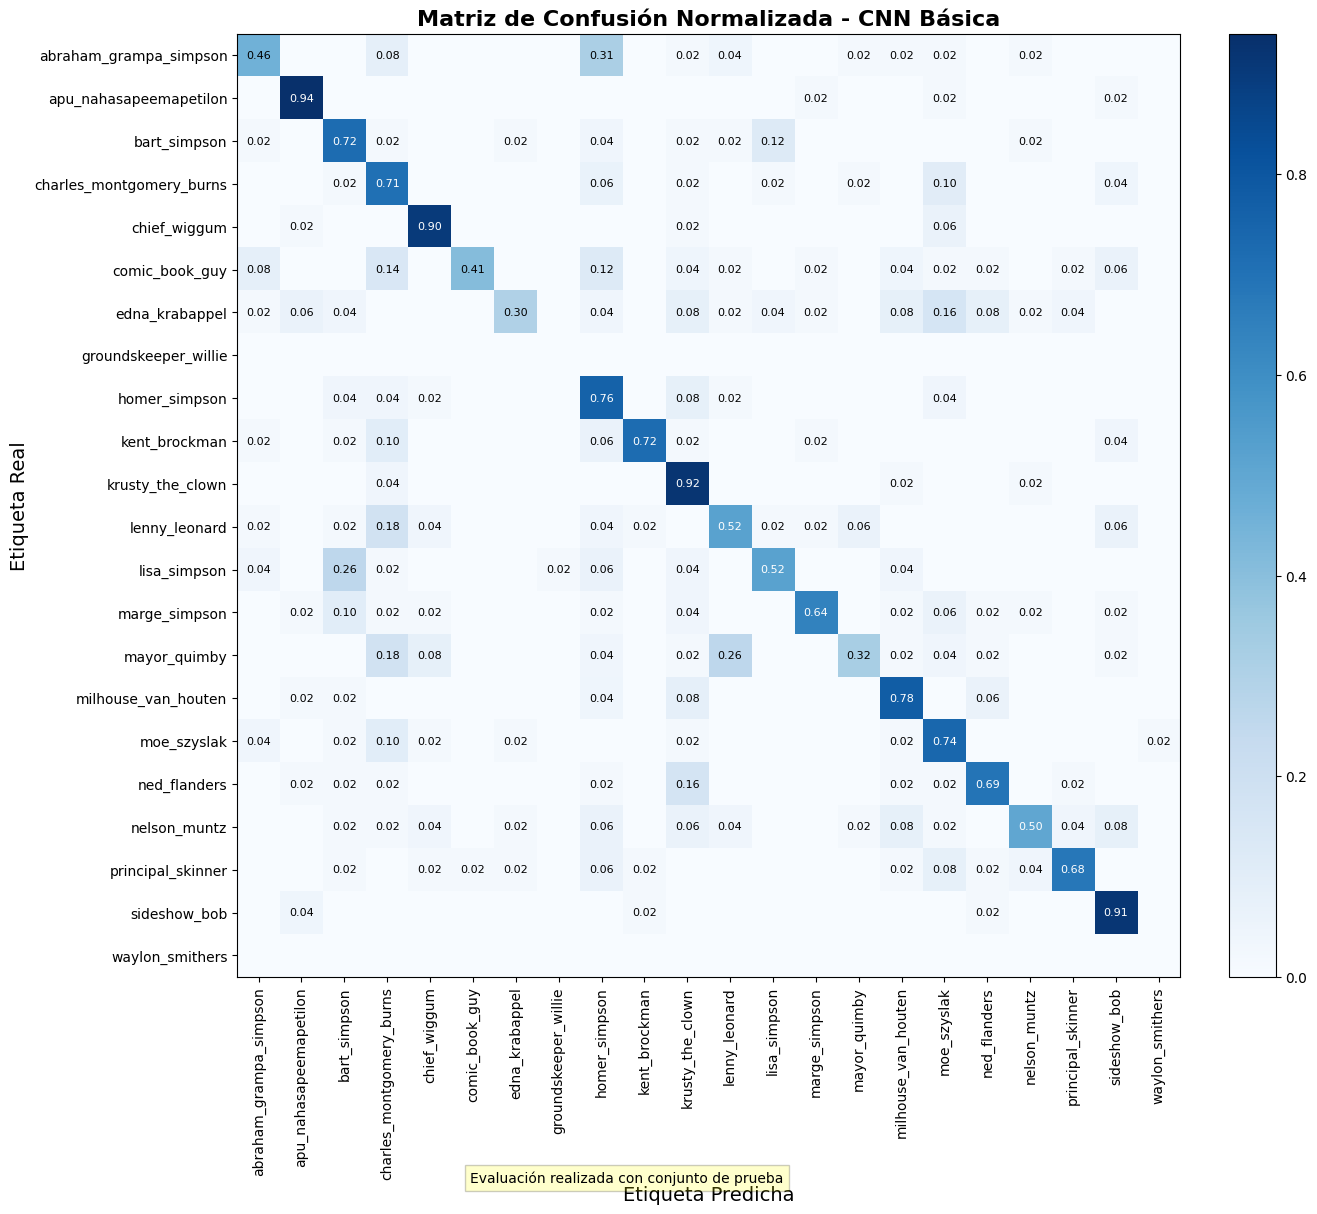 Matriz de Confusión Normalizada - CNN Básica
abraham_grampa_simpson 0.46 0.08 0.31 0.02 0.04 0.02 0.02 0.02 0.02
apu_nahasapeemapetilon 0.94 0.02 0.02 0.02
bart_simpson 0.02 0.72 0.02 0.02 0.04 0.02 0.02 0.12 0.02
charles_montgomery_burns 0.02 0.71 0.06 0.02 0.02 0.02 0.10 0.04
chief_wiggum 0.02 0.90 0.02 0.06
comic_book_guy 0.08 0.14 0.41 0.12 0.04 0.02 0.02 0.04 0.02 0.02 0.02 0.06
edna_krabappel 0.02 0.06 0.04 0.30 0.04 0.08 0.02 0.04 0.02 0.08 0.16 0.08 0.02 0.04
groundskeeper_willie
homer_simpson 0.04 0.04 0.02 0.76 0.08 0.02 0.04
kent_brockman 0.02 0.02 0.10 0.06 0.72 0.02 0.02 0.04
krusty_the_clown 0.04 0.92 0.02 0.02
lenny_leonard 0.02 0.02 0.18 0.04 0.04 0.02 0.52 0.02 0.02 0.06 0.06
lisa_simpson 0.04 0.26 0.02 0.02 0.06 0.04 0.52 0.04
marge_simpson 0.02 0.10 0.02 0.02 0.02 0.04 0.64 0.02 0.06 0.02 0.02 0.02
mayor_quimby 0.18 0.08 0.04 0.02 0.26 0.32 0.02 0.04 0.02 0.02
milhouse_van_houten 0.02 0.02 0.04 0.08 0.78 0.06
moe_szyslak 0.04 0.02 0.10 0.02 0.02 0.02 0.02 0.74 0.02
ned_flanders 0.02 0.02 0.02 0.02 0.16 0.02 0.02 0.69 0.02
nelson_muntz 0.02 0.02 0.04 0.02 0.06 0.06 0.04 0.02 0.08 0.02 0.50 0.04 0.08
principal_skinner 0.02 0.02 0.02 0.02 0.06 0.02 0.02 0.08 0.02 0.04 0.68
sideshow_bob 0.04 0.02 0.02 0.91
waylon_smithers
Etiqueta Real
abraham_grampa_simpson
apu_nahasapeemapetilon
bart_simpson
charles_montgomery_burns
chief_wiggum
comic_book_guy
edna_krabappel
groundskeeper_willie
homer_simpson
kent_brockman
krusty_the_clown
lenny_leonard
lisa_simpson
marge_simpson
mayor_quimby
milhouse_van_houten
moe_szyslak
ned_flanders
nelson_muntz
principal_skinner
sideshow_bob
waylon_smithers
Evaluación realizada con conjunto de prueba
Etiqueta Predicha
0.8
0.6
0.4
0.2
0.0